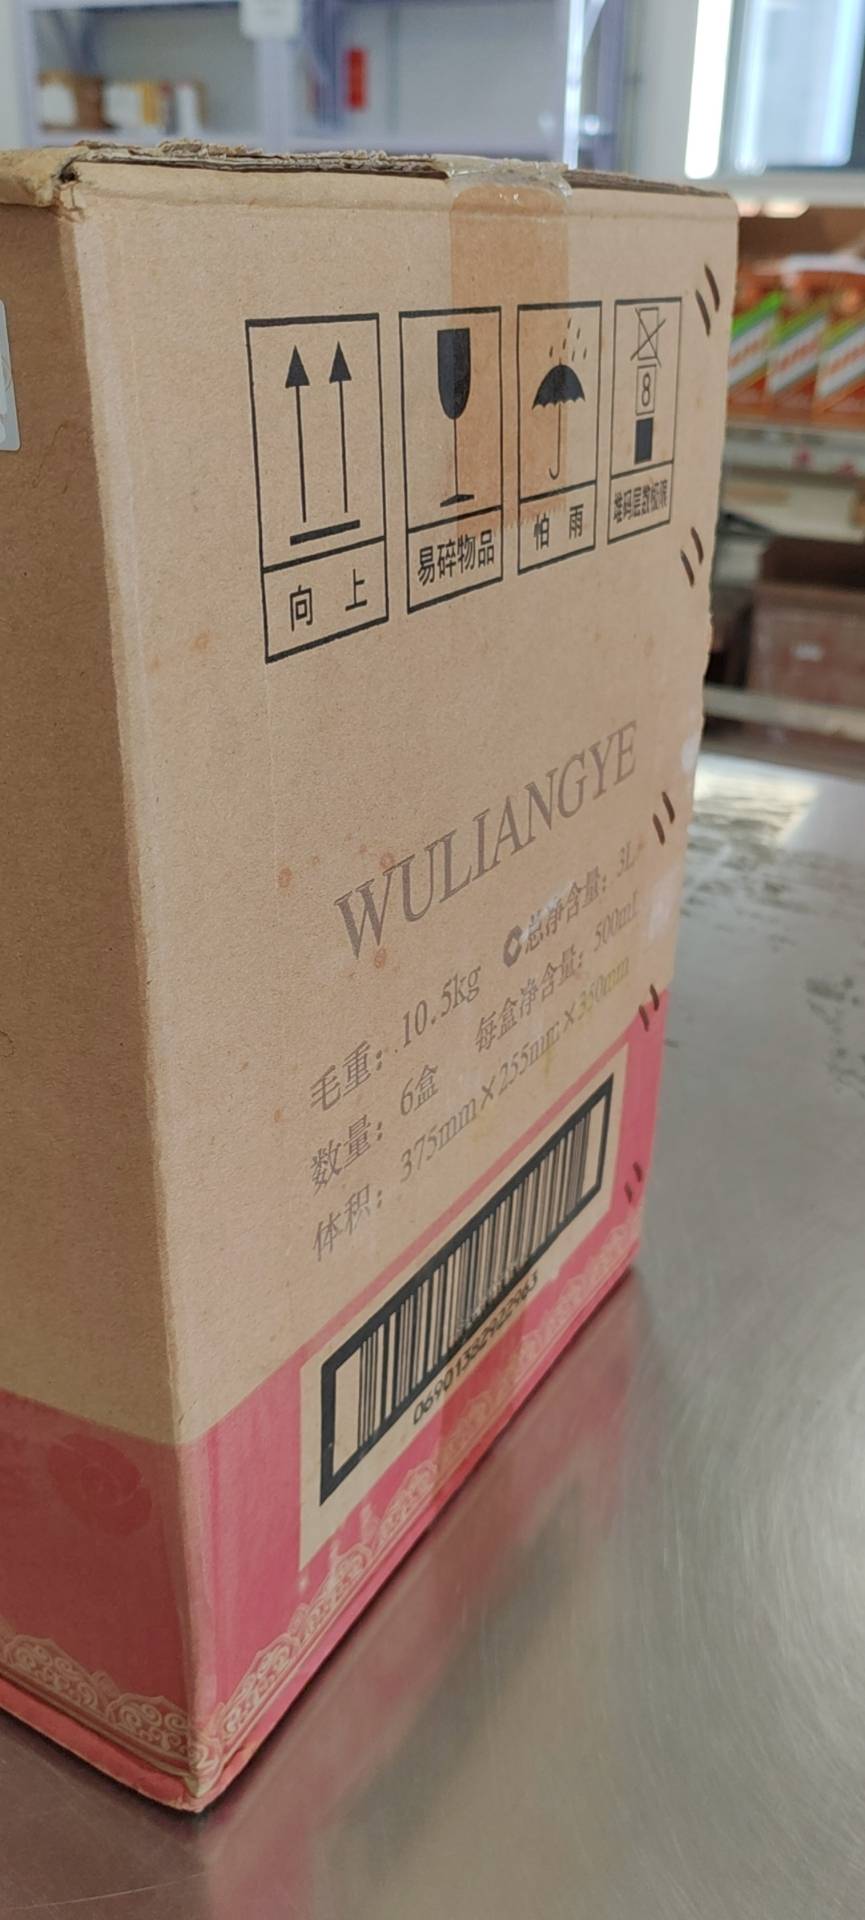 向 上
易碎物品
怕 雨
8
堆码层数极限
WULIANGYE
毛重: 10.5kg 总净含量: 3L
数量: 6盒 每盒净含量: 500mL
体积: 375mm×255mm×350mm